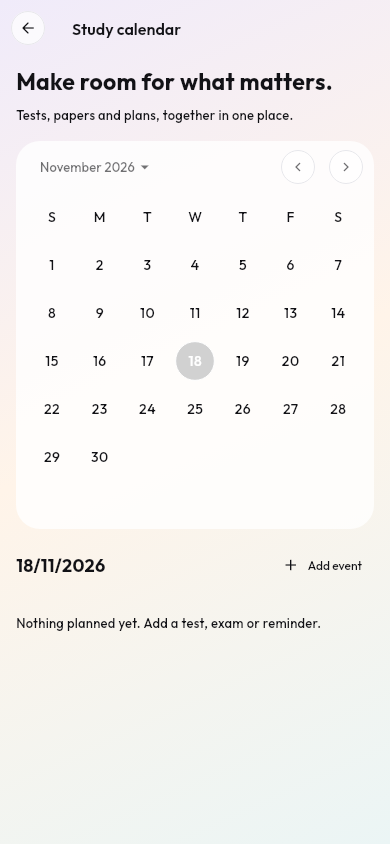 Study calendar
Make room for what matters.
Tests, papers and plans, together in one place.
November 2026
S M T W T F S
1 2 3 4 5 6 7
8 9 10 11 12 13 14
15 16 17 18 19 20 21
22 23 24 25 26 27 28
29 30
18/11/2026
+ Add event
Nothing planned yet. Add a test, exam or reminder.